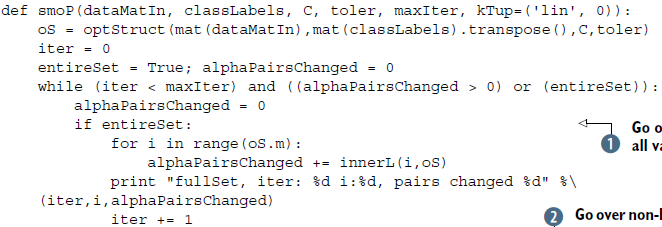 def smoP(dataMatIn, classLabels, C, toler, maxIter, kTup=('lin', 0)):
oS = optStruct(mat(dataMatIn),mat(classLabels).transpose(),C,toler)
iter = 0
entireSet = True; alphaPairsChanged = 0
while (iter < maxIter) and ((alphaPairsChanged > 0) or (entireSet)):
alphaPairsChanged = 0
if entireSet:
for i in range(oS.m):
1 Go o
all va
alphaPairsChanged += innerL(i,oS)
print "fullSet, iter: %d i:%d, pairs changed %d" %\
(iter,i,alphaPairsChanged)
iter += 1
2 Go over non-